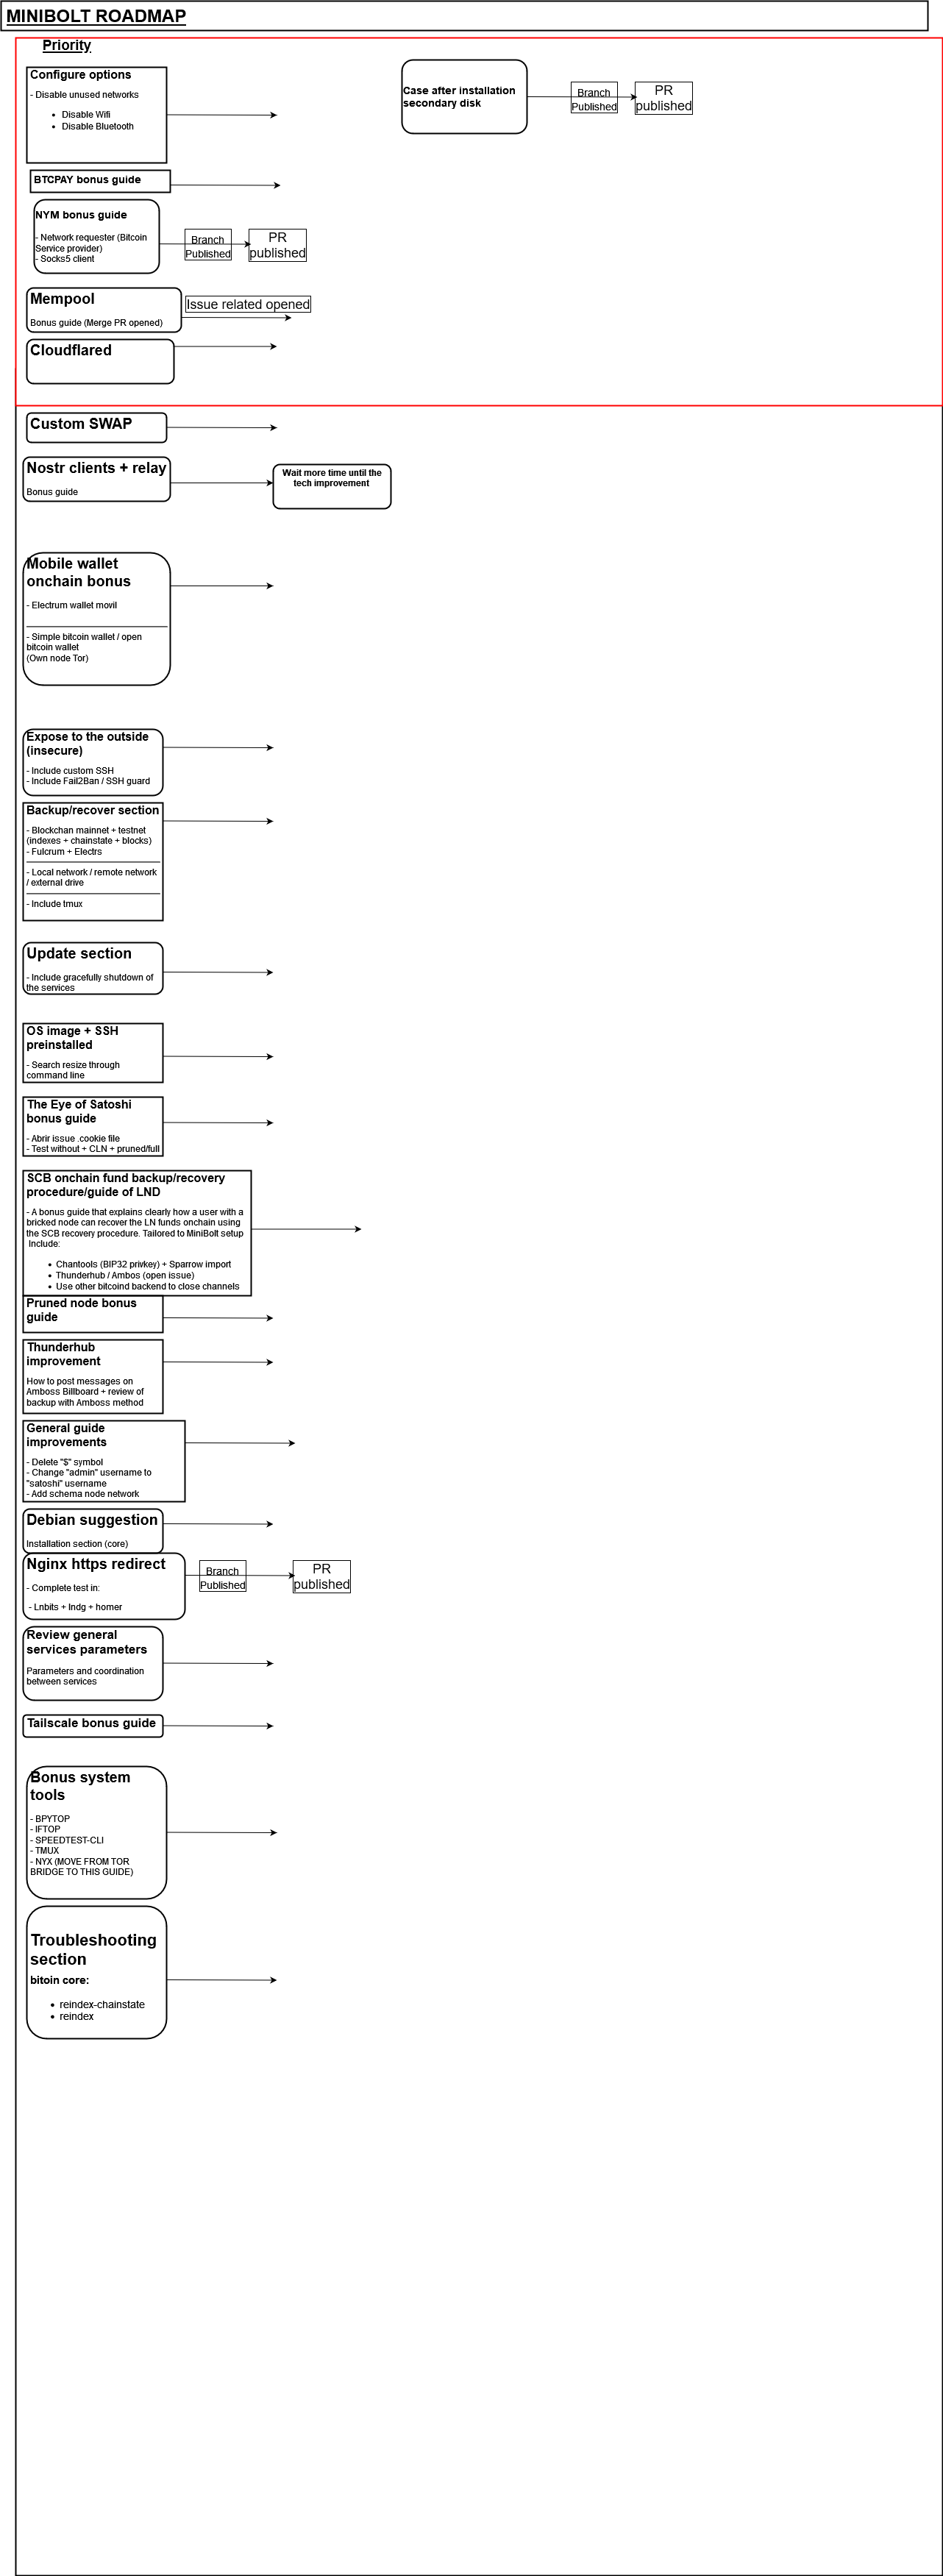 MINIBOLT ROADMAP
Priority
Configure options
- Disable unused networks
• Disable Wifi
• Disable Bluetooth
Case after installation
secondary disk
Branch
Published
PR
published
BTCPAY bonus guide
NYM bonus guide
- Network requester (Bitcoin
Service provider)
- Socks5 client
Branch
Published
PR
published
Mempool
Bonus guide (Merge PR opened)
Issue related opened
Cloudflared
Custom SWAP
Nostr clients + relay
Bonus guide
Wait more time until the
tech improvement
Mobile wallet
onchain bonus
- Electrum wallet movil
- Simple bitcoin wallet / open
bitcoin wallet
(Own node Tor)
Expose to the outside
(insecure)
- Include custom SSH
- Include Fail2Ban / SSH guard
Backup/recover section
- Blockchan mainnet + testnet
(indexes + chainstate + blocks)
- Fulcrum + Electrs
- Local network / remote network
/ external drive
- Include tmux
Update section
- Include gracefully shutdown of
the services
OS image + SSH
preinstalled
- Search resize through
command line
The Eye of Satoshi
bonus guide
- Abrir issue .cookie file
- Test without + CLN + pruned/full
SCB onchain fund backup/recovery
procedure/guide of LND
- A bonus guide that explains clearly how a user with a
bricked node can recover the LN funds onchain using
the SCB recovery procedure. Tailored to MiniBolt setup
Include:
• Chantools (BIP32 privkey) + Sparrow import
• Thunderhub / Ambos (open issue)
• Use other bitcoind backend to close channels
Pruned node bonus
guide
Thunderhub
improvement
How to post messages on
Amboss Billboard + review of
backup with Amboss method
General guide
improvements
- Delete "$" symbol
- Change "admin" username to
"satoshi" username
- Add schema node network
Debian suggestion
Installation section (core)
Nginx https redirect
- Complete test in:
- Lnbits + lndg + homer
Branch
Published
PR
published
Review general
services parameters
Parameters and coordination
between services
Tailscale bonus guide
Bonus system
tools
- BPYTOP
- IFTOP
- SPEEDTEST-CLI
- TMUX
- NYX (MOVE FROM TOR
BRIDGE TO THIS GUIDE)
Troubleshooting
section
bitoin core:
• reindex-chainstate
• reindex